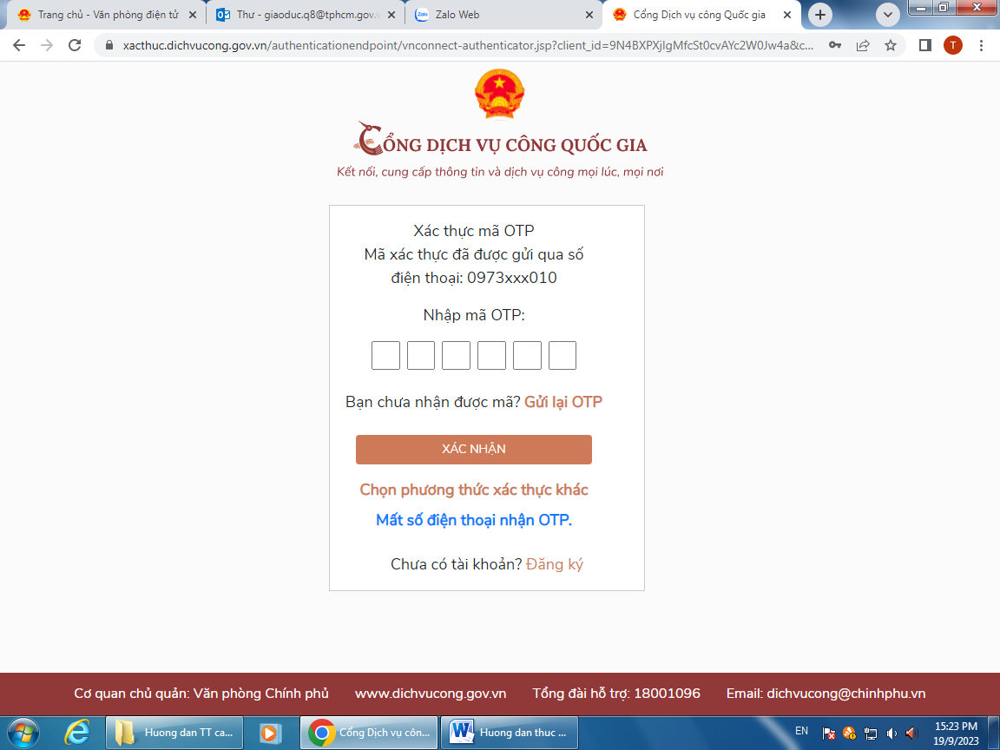 Trang chủ - Văn phòng điện tử
Thư - giaoduc.q8@tphcm.gov.v
Zalo Web
Cổng Dịch vụ công Quốc gia
xacthuc.dichvucong.gov.vn/authenticationendpoint/vnconnect-authenticator.jsp?client_id=9N4BXPXjIgMfcSt0cvAYc2W0Jw4a&c...
T
CỔNG DỊCH VỤ CÔNG QUỐC GIA
Kết nối, cung cấp thông tin và dịch vụ công mọi lúc, mọi nơi
Xác thực mã OTP
Mã xác thực đã được gửi qua số
điện thoại: 0973xxx010
Nhập mã OTP:
Bạn chưa nhận được mã? Gửi lại OTP
XÁC NHẬN
Chọn phương thức xác thực khác
Mất số điện thoại nhận OTP.
Chưa có tài khoản? Đăng ký
Cơ quan chủ quản: Văn phòng Chính phủ www.dichvucong.gov.vn Tổng đài hỗ trợ: 18001096 Email: dichvucong@chinhphu.vn
Huong dan TT ca...
Cổng Dịch vụ côn...
Huong dan thuc ...
EN
15:23 PM
19/9/2023